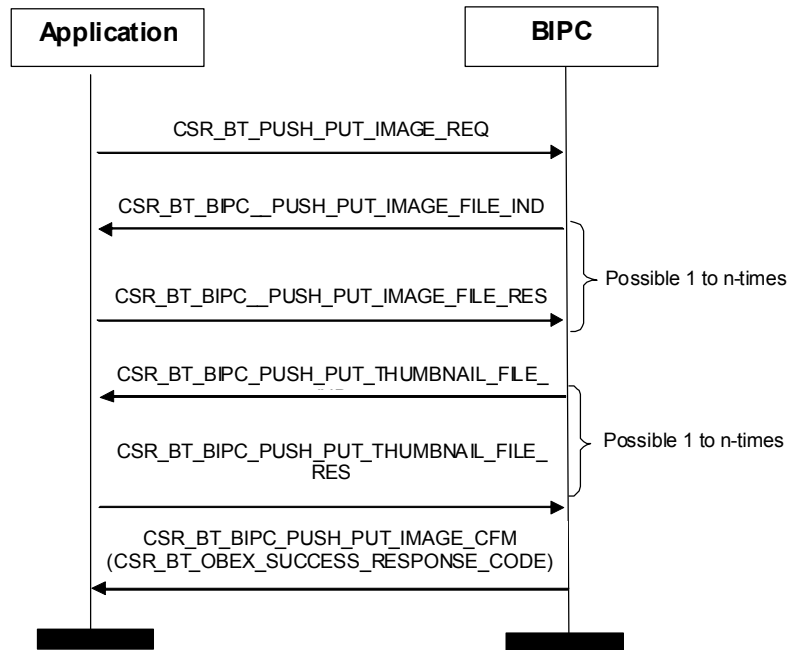 Application
BIPC
CSR_BT_PUSH_PUT_IMAGE_REQ
CSR_BT_BIPC__PUSH_PUT_IMAGE_FILE_IND
Possible 1 to n-times
CSR_BT_BIPC__PUSH_PUT_IMAGE_FILE_RES
CSR_BT_BIPC_PUSH_PUT_THUMBNAIL_FILE_
Possible 1 to n-times
CSR_BT_BIPC_PUSH_PUT_THUMBNAIL_FILE_
RES
CSR_BT_BIPC_PUSH_PUT_IMAGE_CFM
(CSR_BT_OBEX_SUCCESS_RESPONSE_CODE)